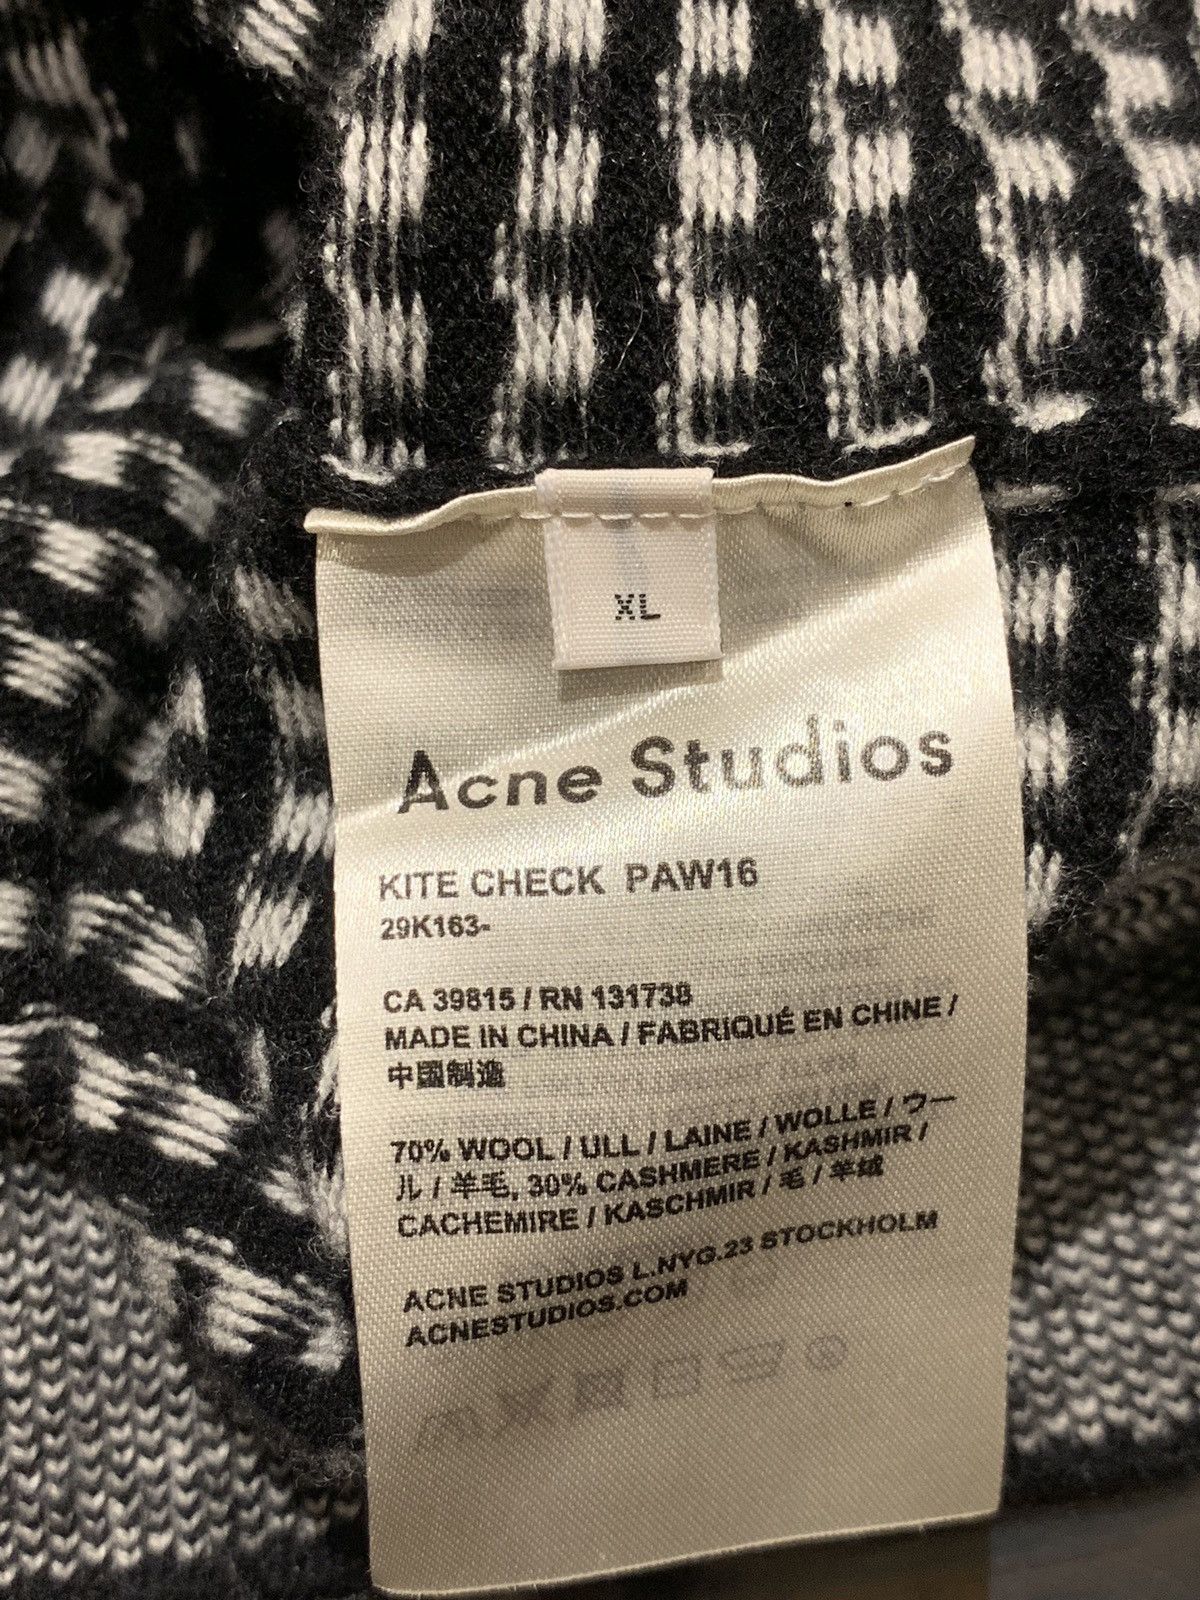 XL
Acne Studios
KITE CHECK PAW16
29K163-
CA 39815 / RN 131738
MADE IN CHINA / FABRIQUÉ EN CHINE /
中國制造
70% WOOL / ULL / LAINE / WOLLE / ウー
ル / 羊毛, 30% CASHMERE / KASHMIR /
CACHEMIRE / KASCHMIR / 毛 / 羊绒
ACNE STUDIOS L.NYG.23 STOCKHOLM
ACNESTUDIOS.COM